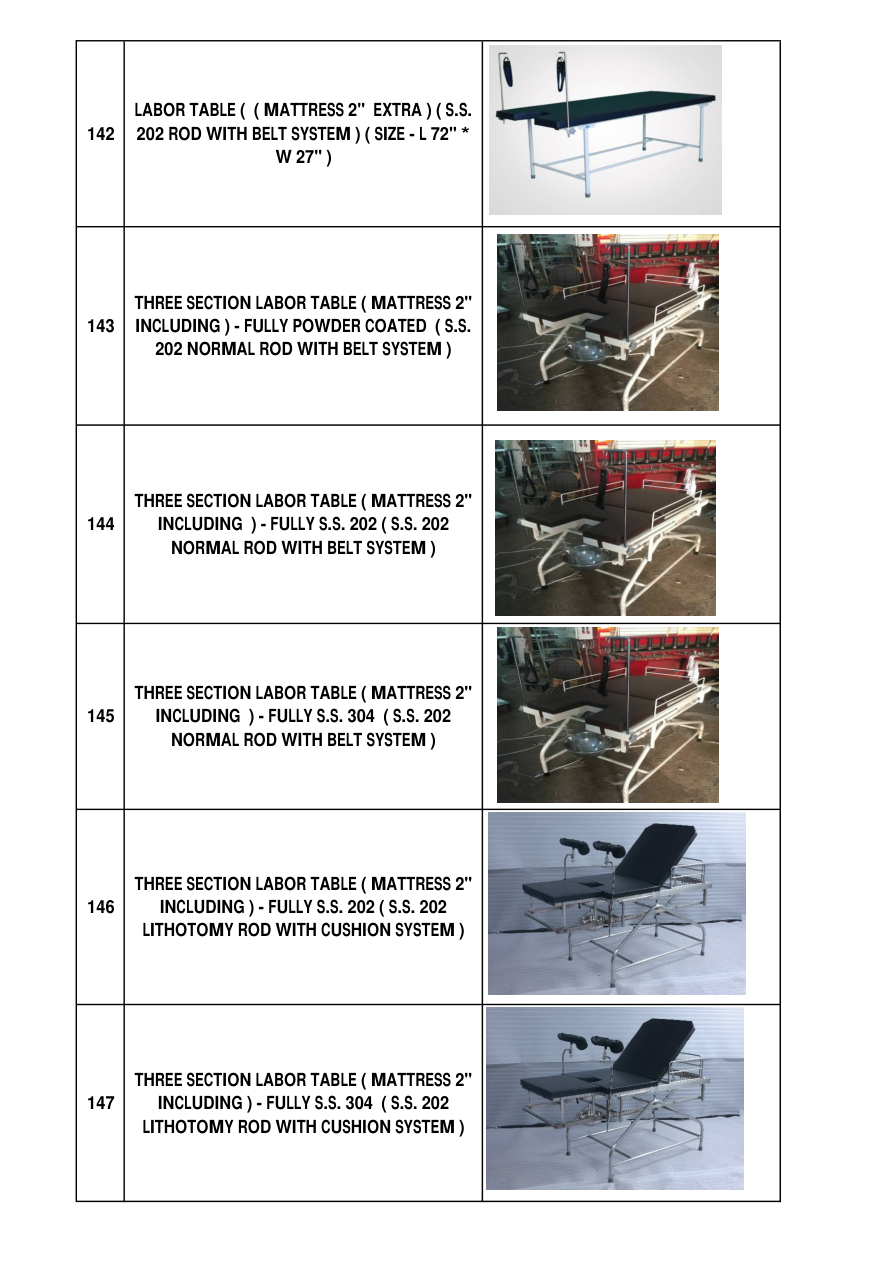 142
LABOR TABLE ( ( MATTRESS 2" EXTRA ) ( S.S.
202 ROD WITH BELT SYSTEM ) ( SIZE - L 72" *
W 27" )
143
THREE SECTION LABOR TABLE ( MATTRESS 2"
INCLUDING ) - FULLY POWDER COATED ( S.S.
202 NORMAL ROD WITH BELT SYSTEM )
144
THREE SECTION LABOR TABLE ( MATTRESS 2"
INCLUDING ) - FULLY S.S. 202 ( S.S. 202
NORMAL ROD WITH BELT SYSTEM )
145
THREE SECTION LABOR TABLE ( MATTRESS 2"
INCLUDING ) - FULLY S.S. 304 ( S.S. 202
NORMAL ROD WITH BELT SYSTEM )
146
THREE SECTION LABOR TABLE ( MATTRESS 2"
INCLUDING ) - FULLY S.S. 202 ( S.S. 202
LITHOTOMY ROD WITH CUSHION SYSTEM )
147
THREE SECTION LABOR TABLE ( MATTRESS 2"
INCLUDING ) - FULLY S.S. 304 ( S.S. 202
LITHOTOMY ROD WITH CUSHION SYSTEM )